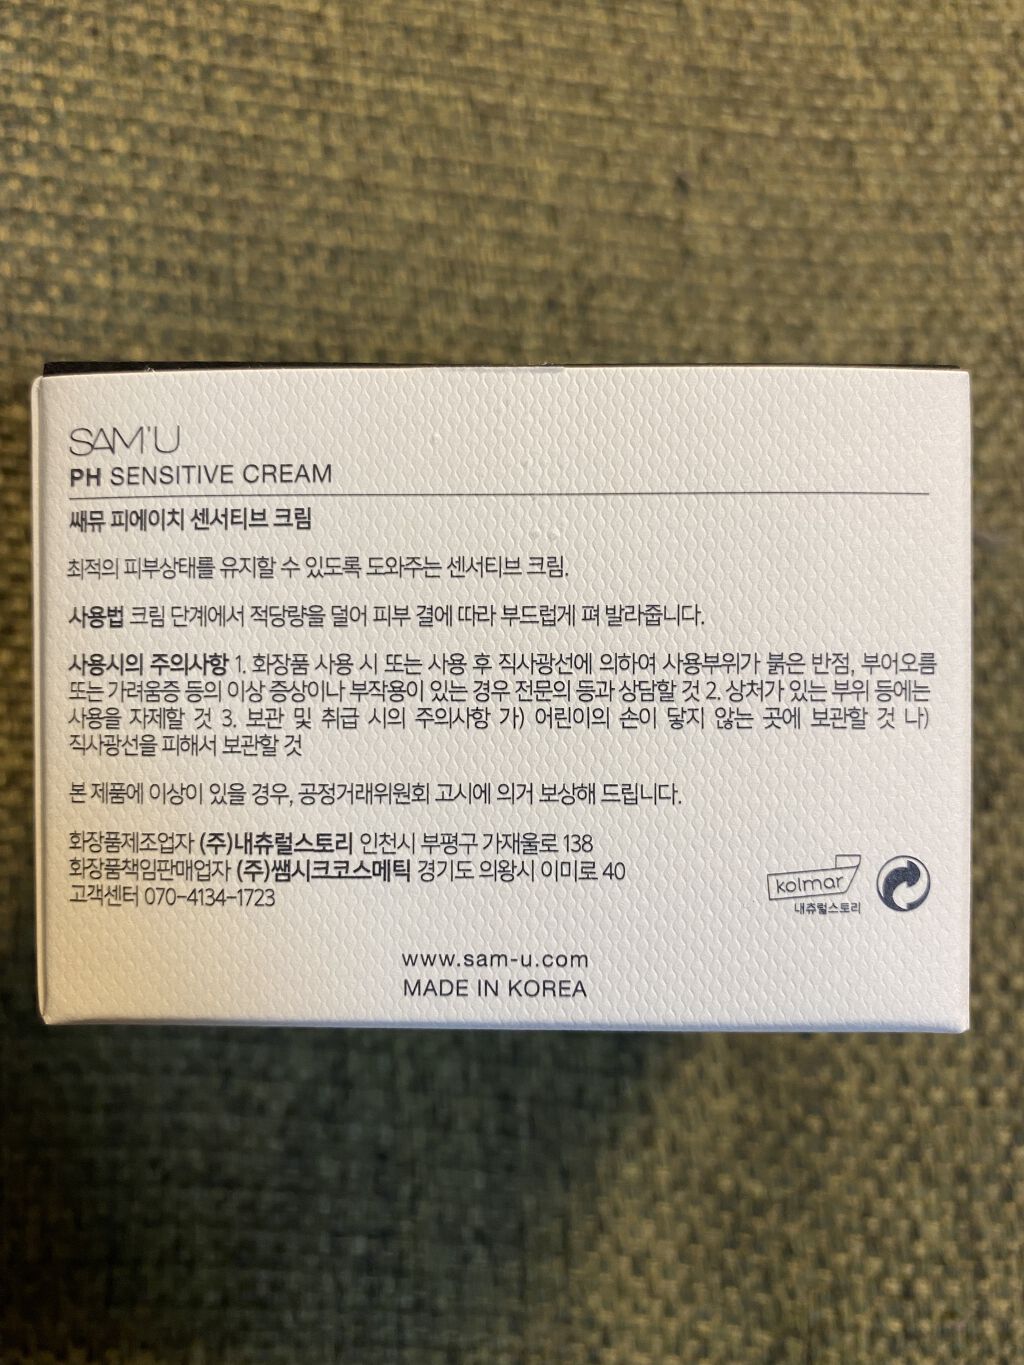 SAM'U
PH SENSITIVE CREAM
쌔뮤 피에이치 센서티브 크림
최적의 피부상태를 유지할 수 있도록 도와주는 센서티브 크림.
사용법 크림 단계에서 적당량을 덜어 피부 결에 따라 부드럽게 펴 발라줍니다.
사용시의 주의사항 1. 화장품 사용 시 또는 사용 후 직사광선에 의하여 사용부위가 붉은 반점, 부어오름
또는 가려움증 등의 이상 증상이나 부작용이 있는 경우 전문의 등과 상담할 것 2. 상처가 있는 부위 등에는
사용을 자제할 것 3. 보관 및 취급 시의 주의사항 가) 어린이의 손이 닿지 않는 곳에 보관할 것 나)
직사광선을 피해서 보관할 것
본 제품에 이상이 있을 경우, 공정거래위원회 고시에 의거 보상해 드립니다.
화장품제조업자 (주)내츄럴스토리 인천시 부평구 가재울로 138
화장품책임판매업자 (주)쌤시크코스메틱 경기도 의왕시 이미로 40
고객센터 070-4134-1723
kolmar
내츄럴스토리
www.sam-u.com
MADE IN KOREA